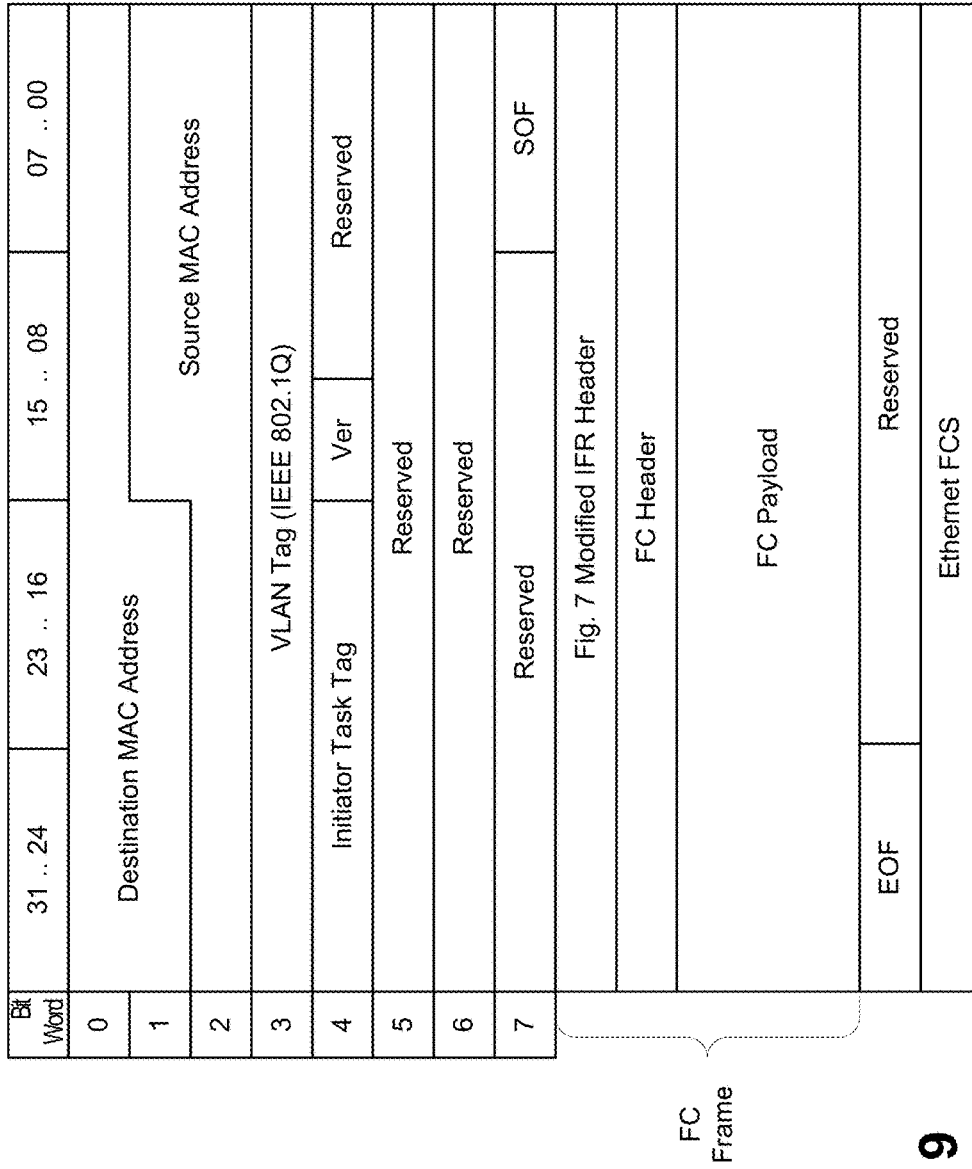 Bit
Word
31 .. 24
23 .. 16
15 .. 08
07 .. 00
0
Destination MAC Address
1
2
Source MAC Address
3
VLAN Tag (IEEE 802.1Q)
4
Initiator Task Tag
Ver
Reserved
5
Reserved
6
Reserved
7
Reserved
SOF
FC
Frame
Fig. 7 Modified IFR Header
FC Header
FC Payload
EOF
Reserved
Ethernet FCS
9